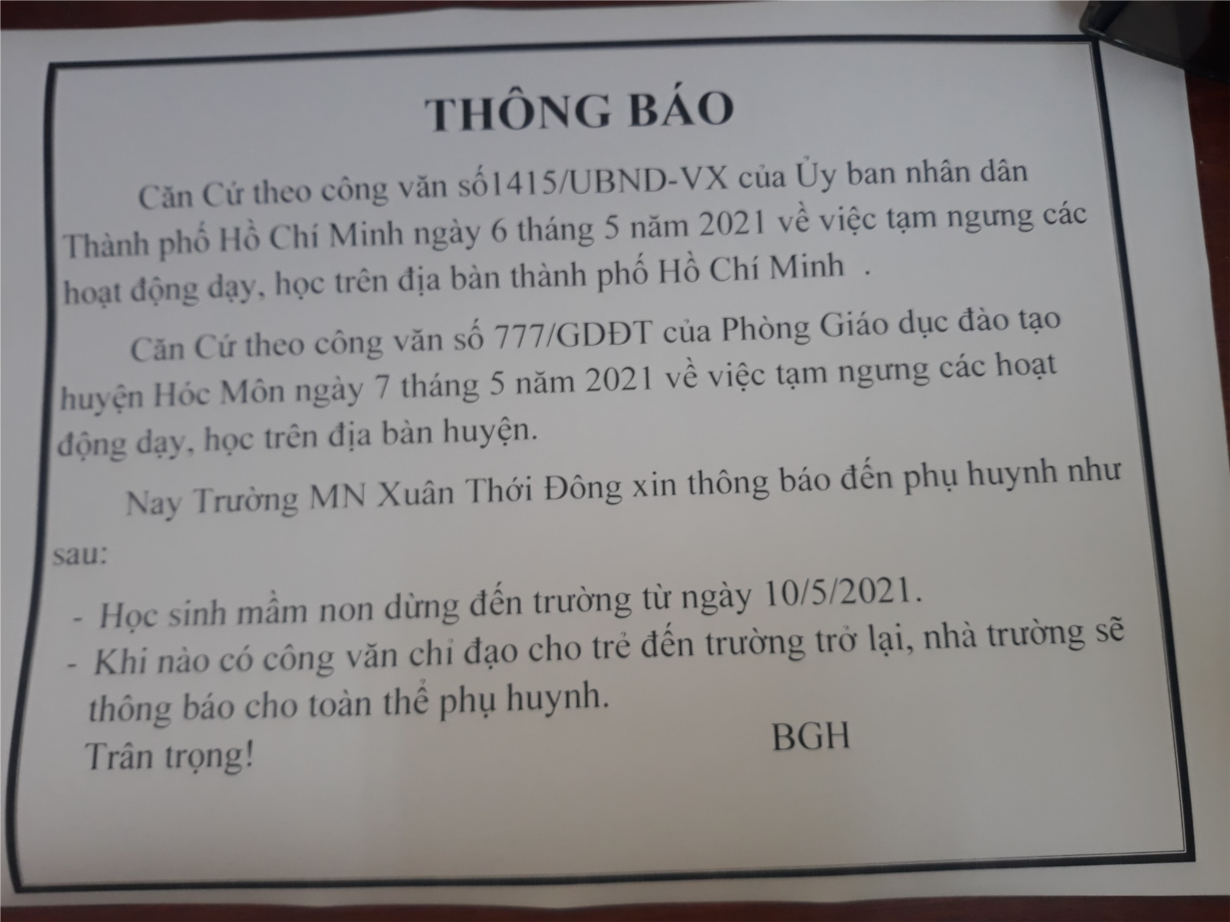 THÔNG BÁO
Căn Cứ theo công văn số1415/UBND-VX của Ủy ban nhân dân
Thành phố Hồ Chí Minh ngày 6 tháng 5 năm 2021 về việc tạm ngưng các
hoạt động dạy, học trên địa bàn thành phố Hồ Chí Minh .
Căn Cứ theo công văn số 777/GDĐT của Phòng Giáo dục đào tạo
huyện Hóc Môn ngày 7 tháng 5 năm 2021 về việc tạm ngưng các hoạt
động dạy, học trên địa bàn huyện.
Nay Trường MN Xuân Thới Đông xin thông báo đến phụ huynh như
sau:
- Học sinh mầm non dừng đến trường từ ngày 10/5/2021.
- Khi nào có công văn chỉ đạo cho trẻ đến trường trở lại, nhà trường sẽ
thông báo cho toàn thể phụ huynh.
Trân trọng! BGH